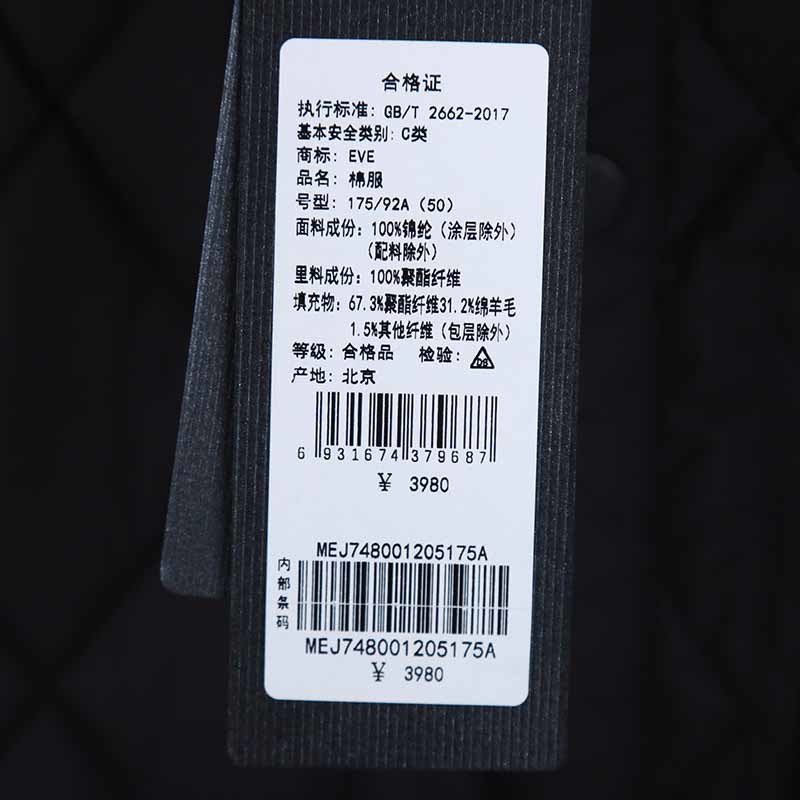 合格证
执行标准: GB/T 2662-2017
基本安全类别: C类
商标: EVE
品名: 棉服
号型: 175/92A (50)
面料成份: 100%锦纶 (涂层除外)
(配料除外)
里料成份: 100%聚酯纤维
填充物: 67.3%聚酯纤维31.2%绵羊毛
1.5%其他纤维 (包层除外)
等级: 合格品 检验: 08
产地: 北京
6 931674 379687
¥ 3980
MEJ748001205175A
内部条码
MEJ748001205175A
¥ 3980